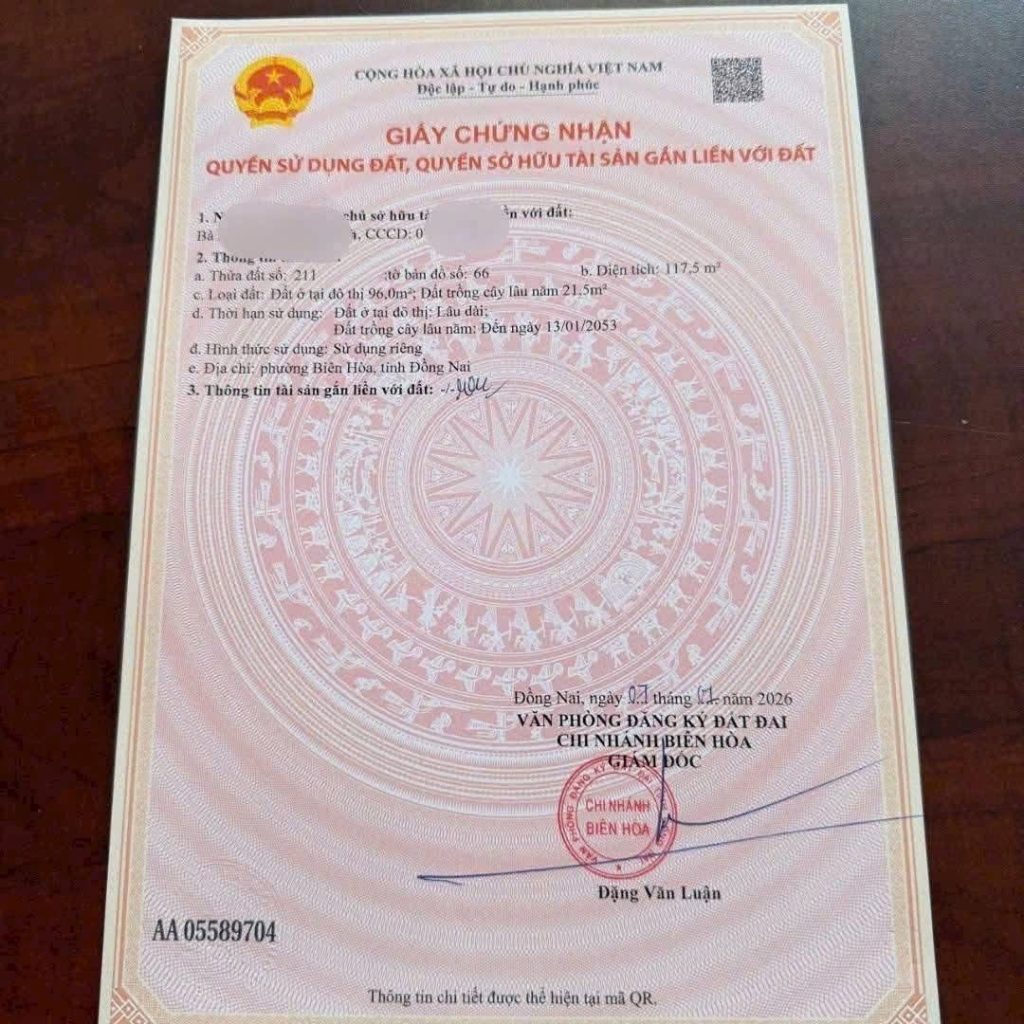 CỘNG HÒA XÃ HỘI CHỦ NGHĨA VIỆT NAM
Độc lập - Tự do - Hạnh phúc
GIẤY CHỨNG NHẬN
QUYỀN SỬ DỤNG ĐẤT, QUYỀN SỞ HỮU TÀI SẢN GẮN LIỀN VỚI ĐẤT
1. N chủ sở hữu với đất:
Bà , CCCD: 0
2. Thông
a. Thửa đất số: 211 ;tờ bản đồ số: 66 b. Diện tích: 117,5 m²
c. Loại đất: Đất ở tại đô thị 96,0m²; Đất trồng cây lâu năm 21.5m²
d. Thời hạn sử dụng: Đất ở tại đô thị: Lâu dài;
Đất trồng cây lâu năm: Đến ngày 13/01/2053
đ. Hình thức sử dụng: Sử dụng riêng
e. Địa chỉ: phường Biên Hòa, tỉnh Đồng Nai
3. Thông tin tài sản gắn liền với đất: -/-
Đồng Nai, ngày tháng năm 2026
VĂN PHÒNG ĐĂNG KÝ ĐẤT ĐAI
CHI NHÁNH BIÊN HÒA
GIÁM ĐỐC
CHI NHÁNH
BIÊN HÒA
Đặng Văn Luận
AA 05589704
Thông tin chi tiết được thể hiện tại mã QR.